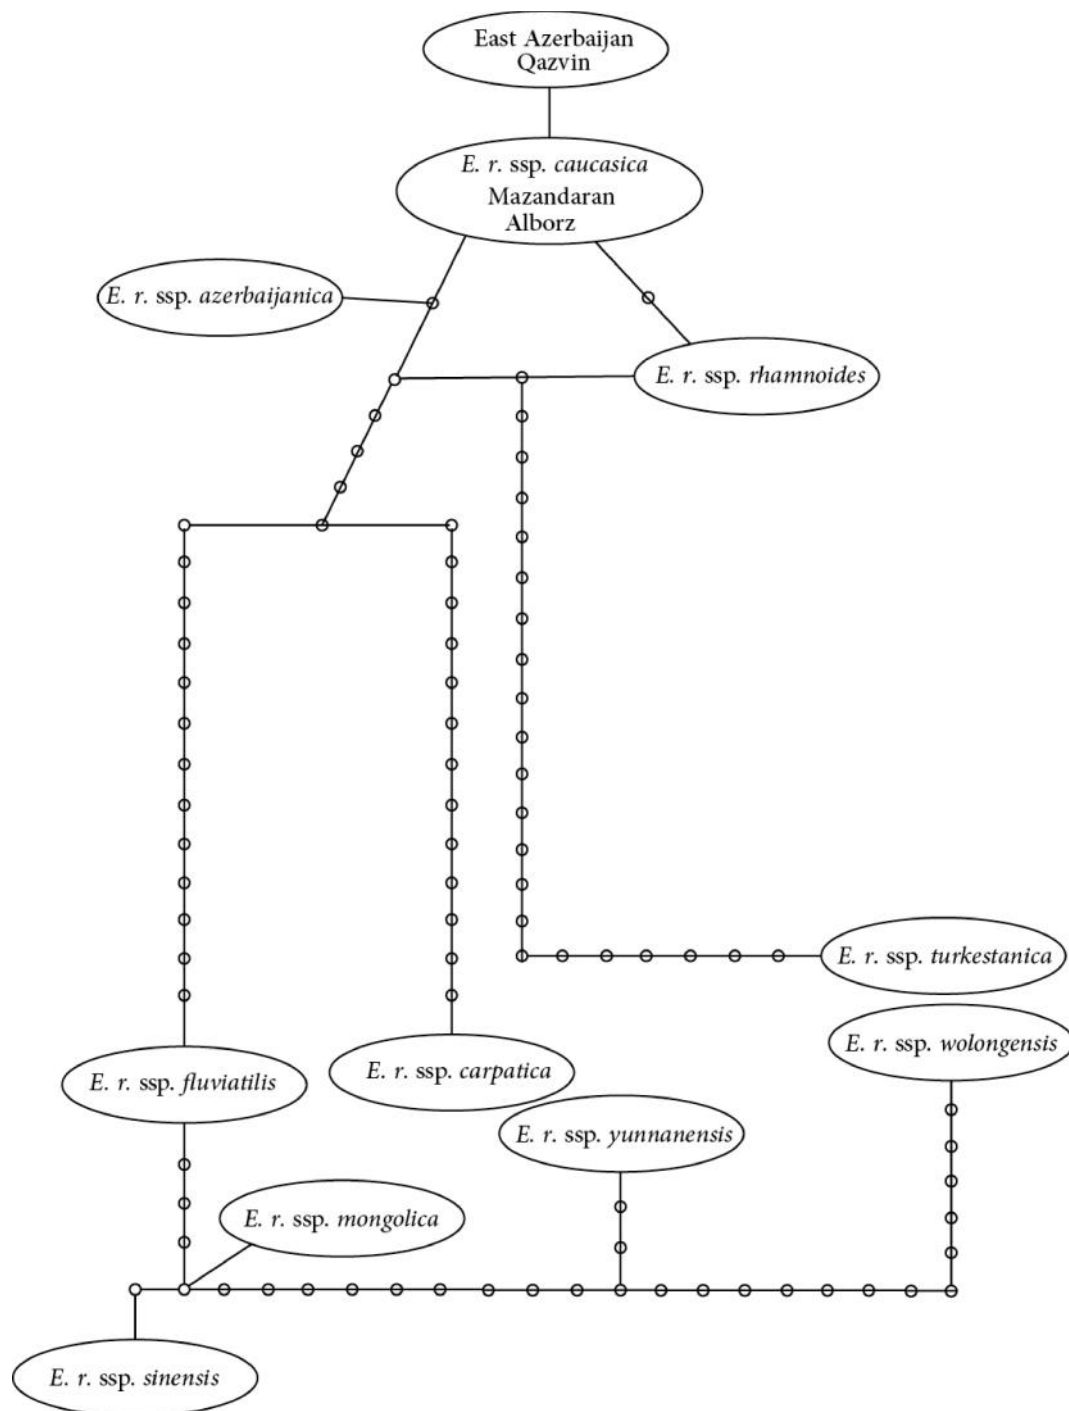 East Azerbaijan
Qazvin
E. r. ssp. caucasica
Mazandaran
Alborz
E. r. ssp. azerbaijanica
E. r. ssp. rhamnoides
E. r. ssp. turkestanica
E. r. ssp. wolongensis
E. r. ssp. fluviatilis
E. r. ssp. carpatica
E. r. ssp. yunnanensis
E. r. ssp. mongolica
E. r. ssp. sinensis